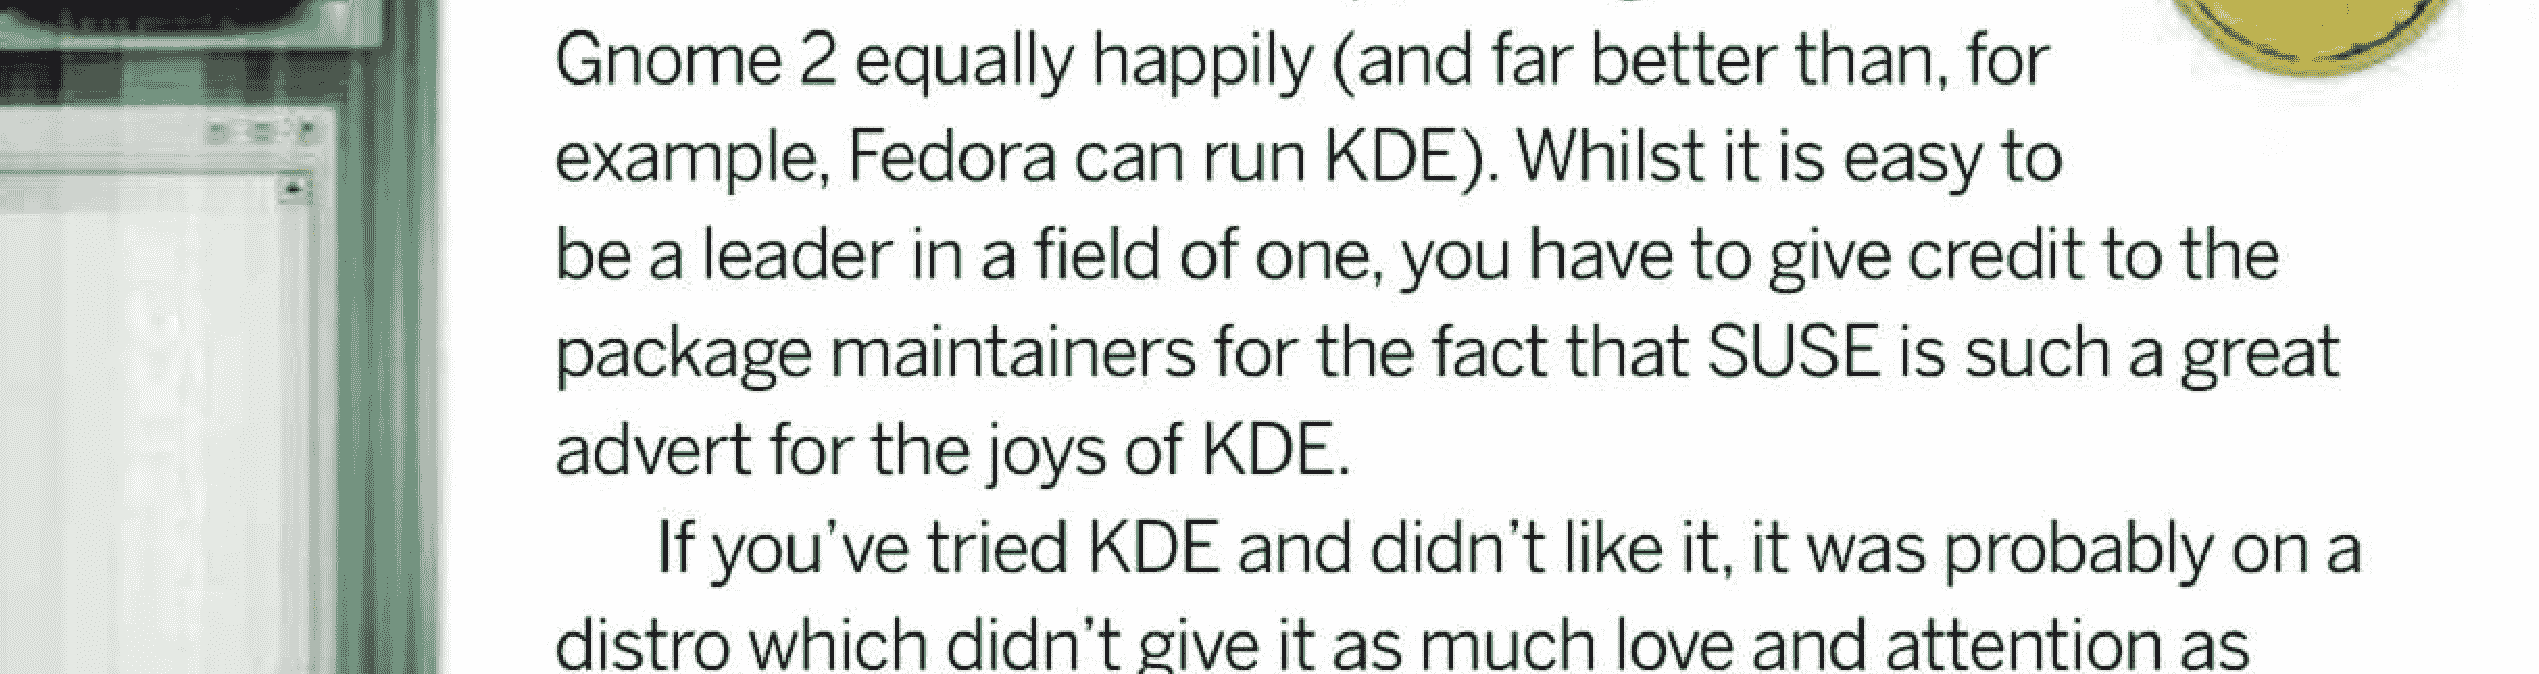 Gnome 2 equally happily (and far better than, for
example, Fedora can run KDE). Whilst it is easy to
be a leader in a field of one, you have to give credit to the
package maintainers for the fact that SUSE is such a great
advert for the joys of KDE.
If you've tried KDE and didn't like it, it was probably on a
distro which didn't give it as much love and attention as